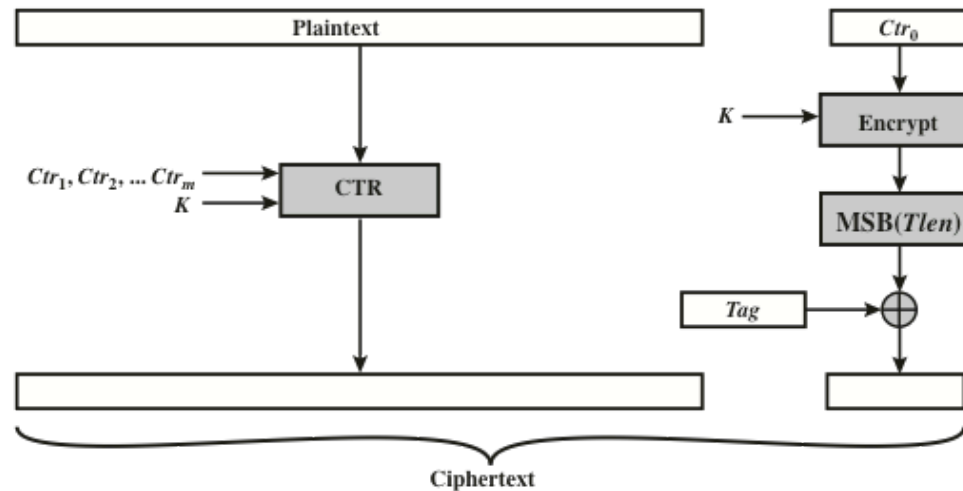 Plaintext
Ctr₀
K
Encrypt
Ctr₁, Ctr₂, ... Ctrₘ
K
CTR
MSB(Tlen)
Tag
Ciphertext